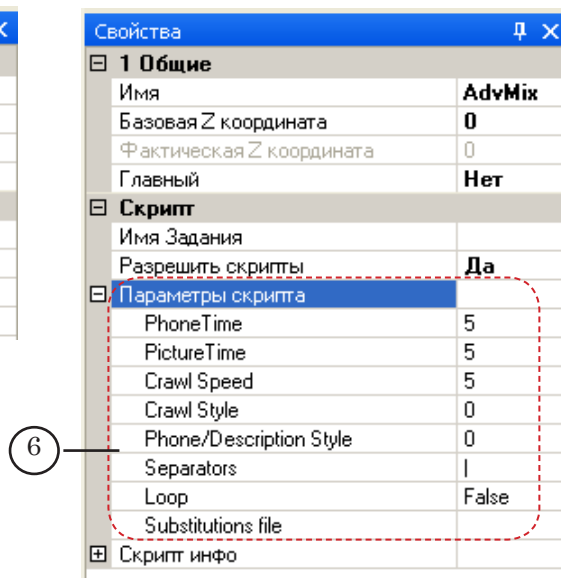 Свойства
1 Общие
Имя AdvMix
Базовая Z координата 0
Фактическая Z координата 0
Главный Нет
Скрипт
Имя Задания
Разрешить скрипты Да
Параметры скрипта
PhoneTime 5
PictureTime 5
Crawl Speed 5
Crawl Style 0
Phone/Description Style 0
6
Separators |
Loop False
Substitutions file
Скрипт инфо